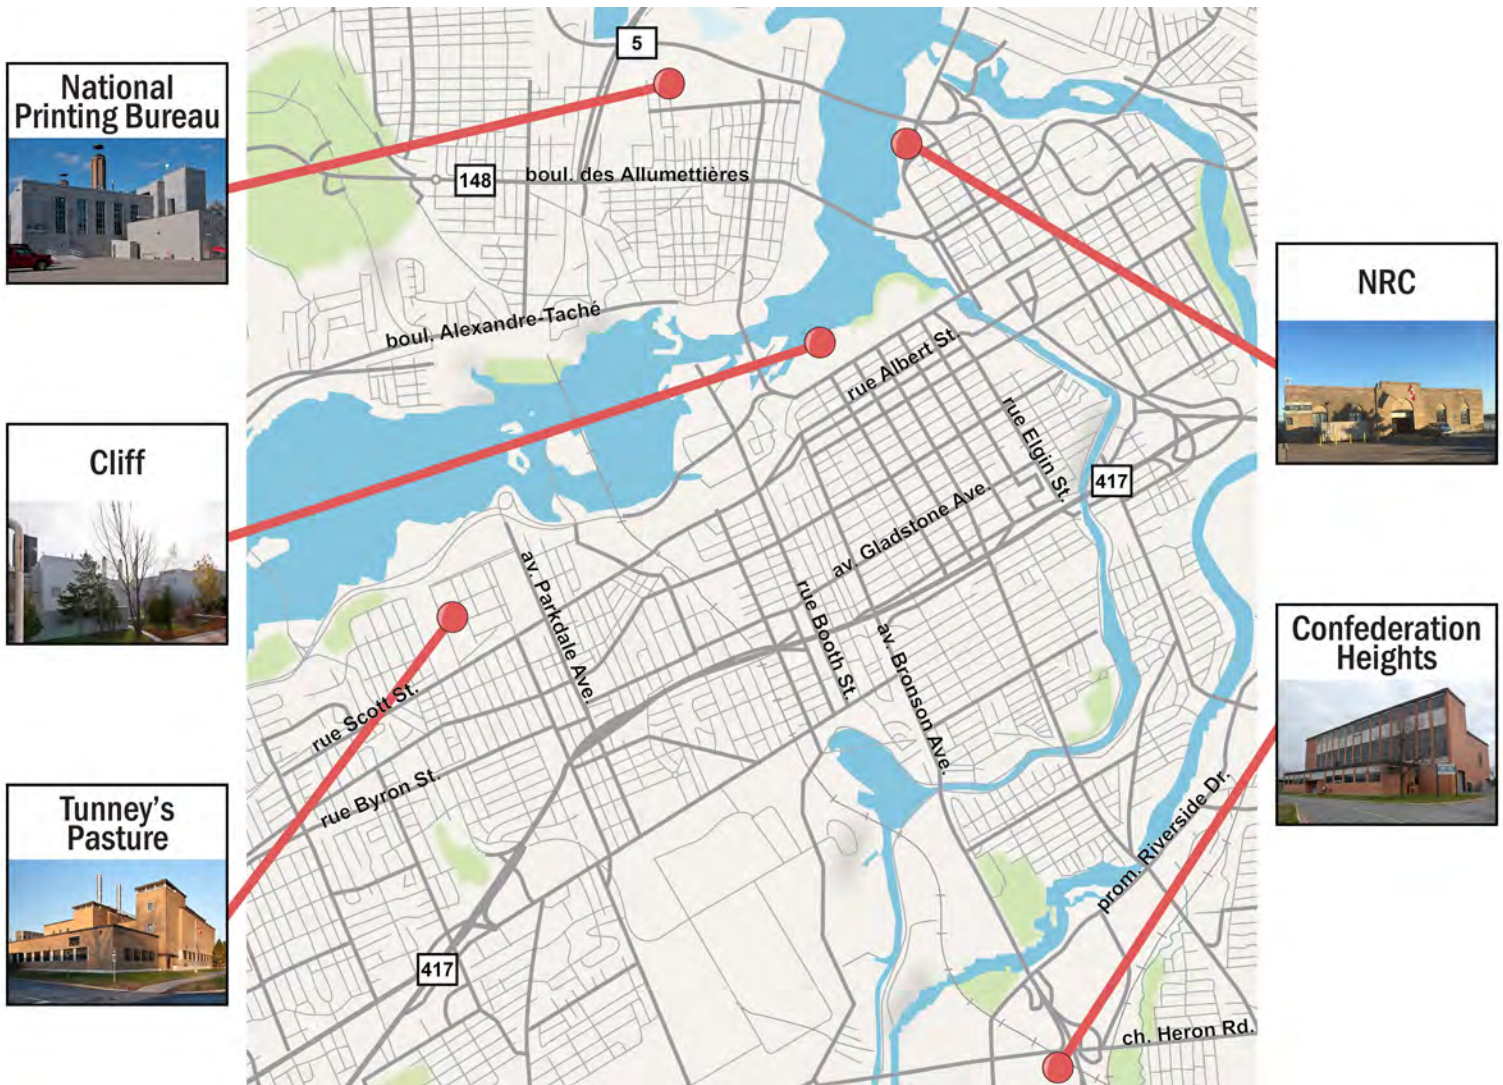 National
Printing Bureau
Cliff
Tunney's
Pasture
5
148
boul. des Allumettières
boul. Alexandre-Taché
rue Albert St.
rue Elgin St.
417
av. Gladstone Ave.
av. Parkdale Ave.
rue Booth St.
av. Bronson Ave.
rue Scott St.
rue Byron St.
prom. Riverside Dr.
417
ch. Heron Rd.
NRC
Confederation
Heights